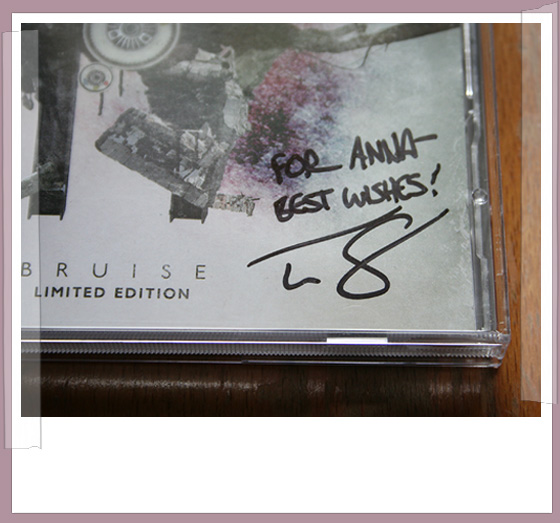 FOR ANNA-
BEST WISHES!
BRUISE
LIMITED EDITION